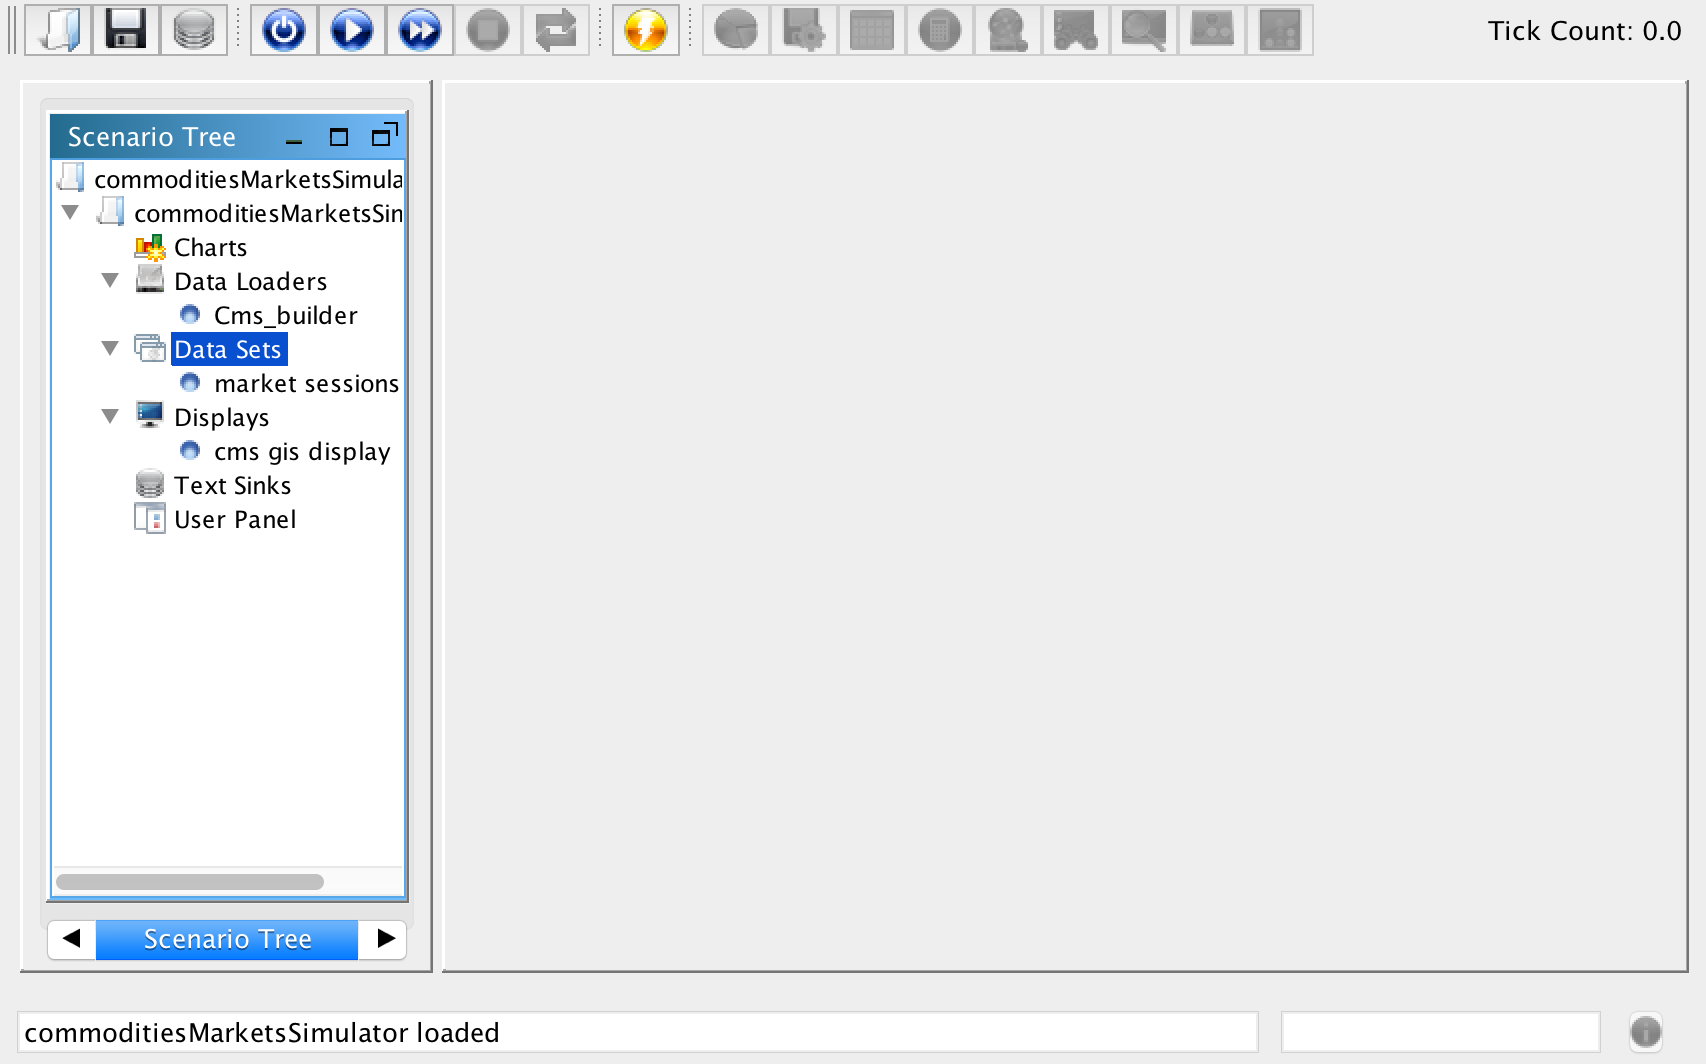 Tick Count: 0.0
Scenario Tree
commoditiesMarketsSimula
commoditiesMarketsSin
Charts
Data Loaders
Cms_builder
Data Sets
market sessions
Displays
cms gis display
Text Sinks
User Panel
Scenario Tree
commoditiesMarketsSimulator loaded